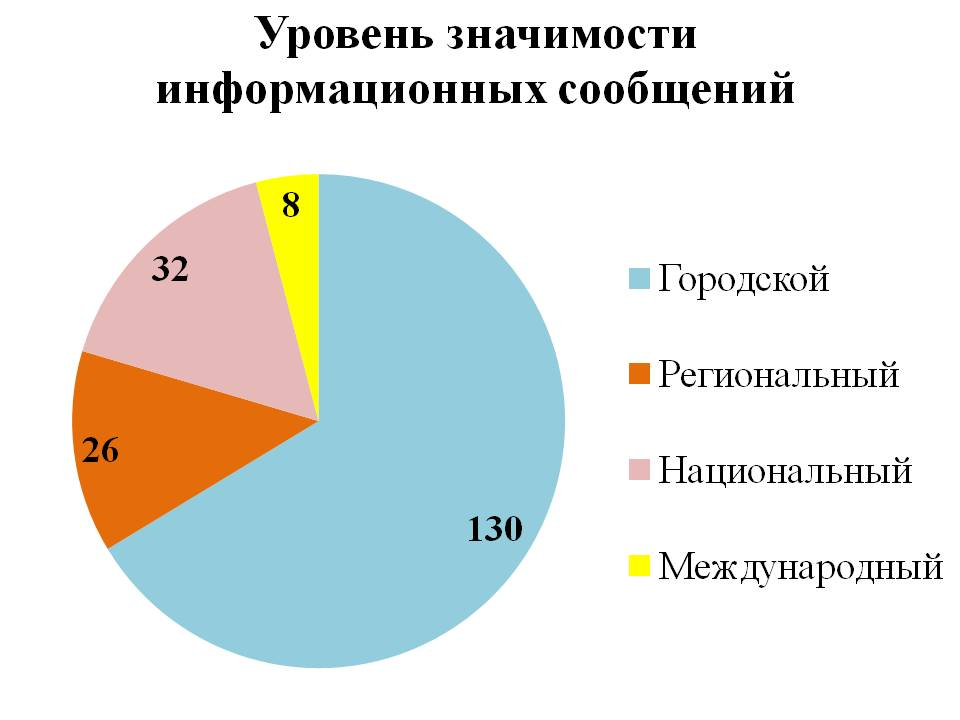 Уровень значимости
информационных сообщений
8
32
26
130
Городской
Региональный
Национальный
Международный